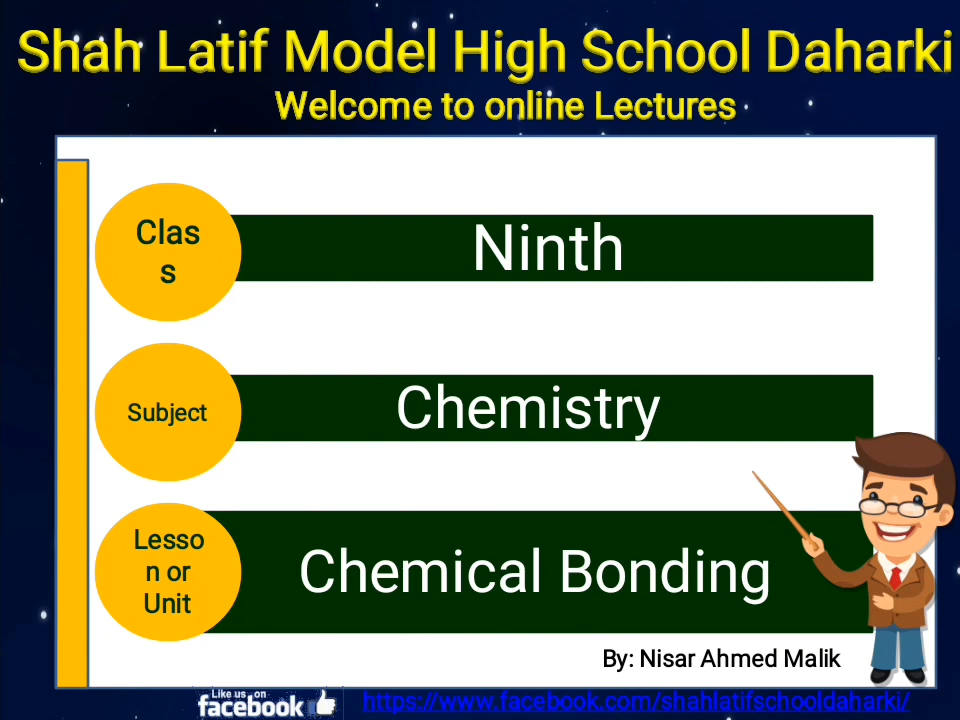 Shah Latif Model High School Daharki
Welcome to online Lectures
Clas
s
Ninth
Subject
Chemistry
Lesso
n or
Unit
Chemical Bonding
By: Nisar Ahmed Malik
Like us on
facebook
https://www.facebook.com/shahlatifschooldaharki/